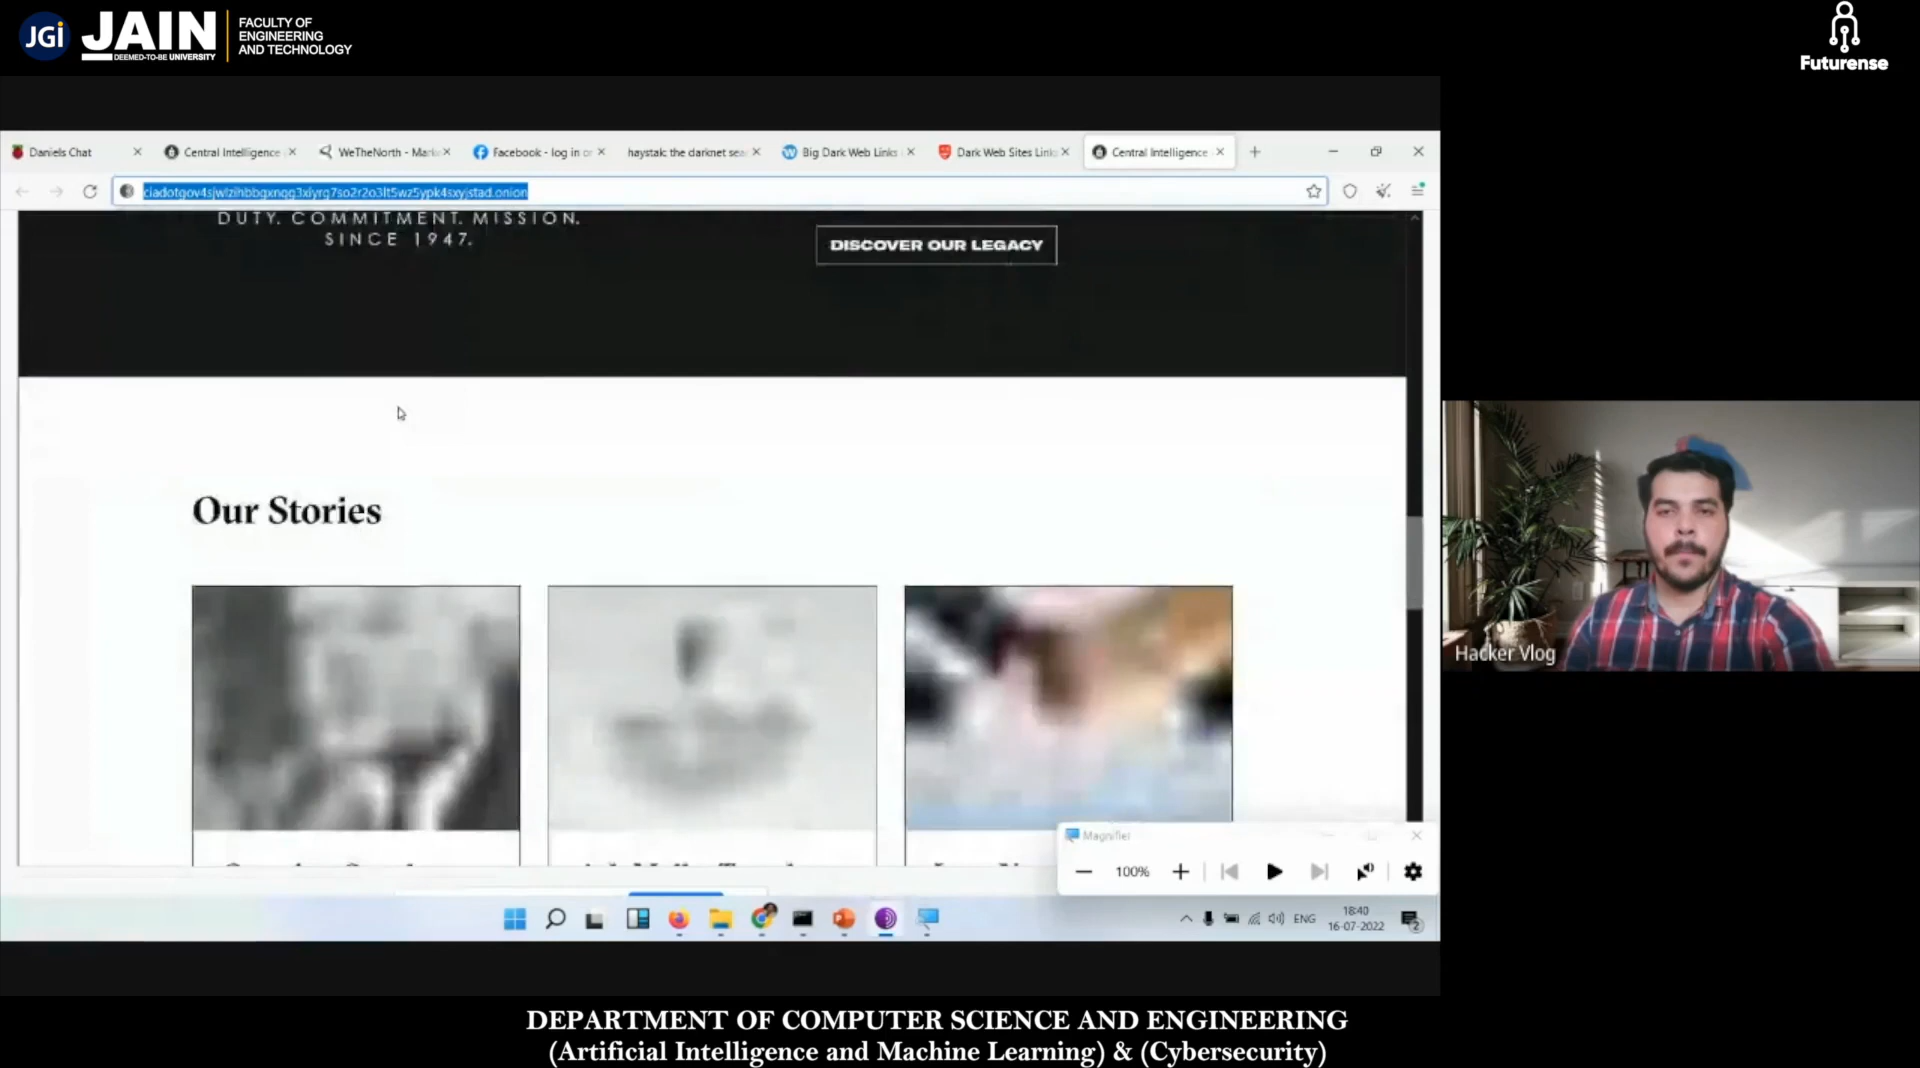 JGi JAIN
DEEMED-TO-BE UNIVERSITY
FACULTY OF
ENGINEERING
AND TECHNOLOGY
Futurense
Daniels Chat
Central Intelligence
WeTheNorth - Mark
Facebook - log in or
haystak: the darknet sea
Big Dark Web Links
Dark Web Sites Links
Central Intelligence
DUTY. COMMITMENT. MISSION.
SINCE 1947.
DISCOVER OUR LEGACY
Our Stories
Hacker Vlog
Magnifier
100%
ENG
18:40
16-07-2022
2
DEPARTMENT OF COMPUTER SCIENCE AND ENGINEERING
(Artificial Intelligence and Machine Learning) & (Cybersecurity)